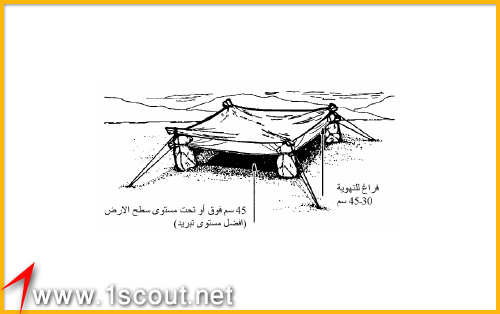 فراغ للتهوية
30-45 سم
45 سم فوق أو تحت مستوى سطح الارض
(افضل مستوى تبريد)
www.1scout.net